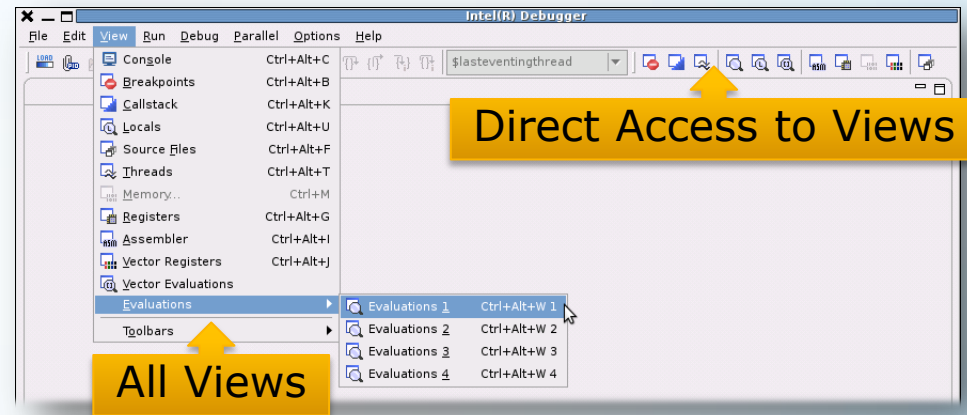 Intel(R) Debugger
File Edit View Run Debug Parallel Options Help
LOAD PID $lasteventingthread ASM
Console Ctrl+Alt+C
Breakpoints Ctrl+Alt+B
Callstack Ctrl+Alt+K
Locals Ctrl+Alt+U
Source Files Ctrl+Alt+F
Threads Ctrl+Alt+T
Memory... Ctrl+M
Registers Ctrl+Alt+G
Assembler Ctrl+Alt+I
Vector Registers Ctrl+Alt+J
Vector Evaluations
Evaluations
Toolbars
Evaluations 1 Ctrl+Alt+W 1
Evaluations 2 Ctrl+Alt+W 2
Evaluations 3 Ctrl+Alt+W 3
Evaluations 4 Ctrl+Alt+W 4
Direct Access to Views
All Views